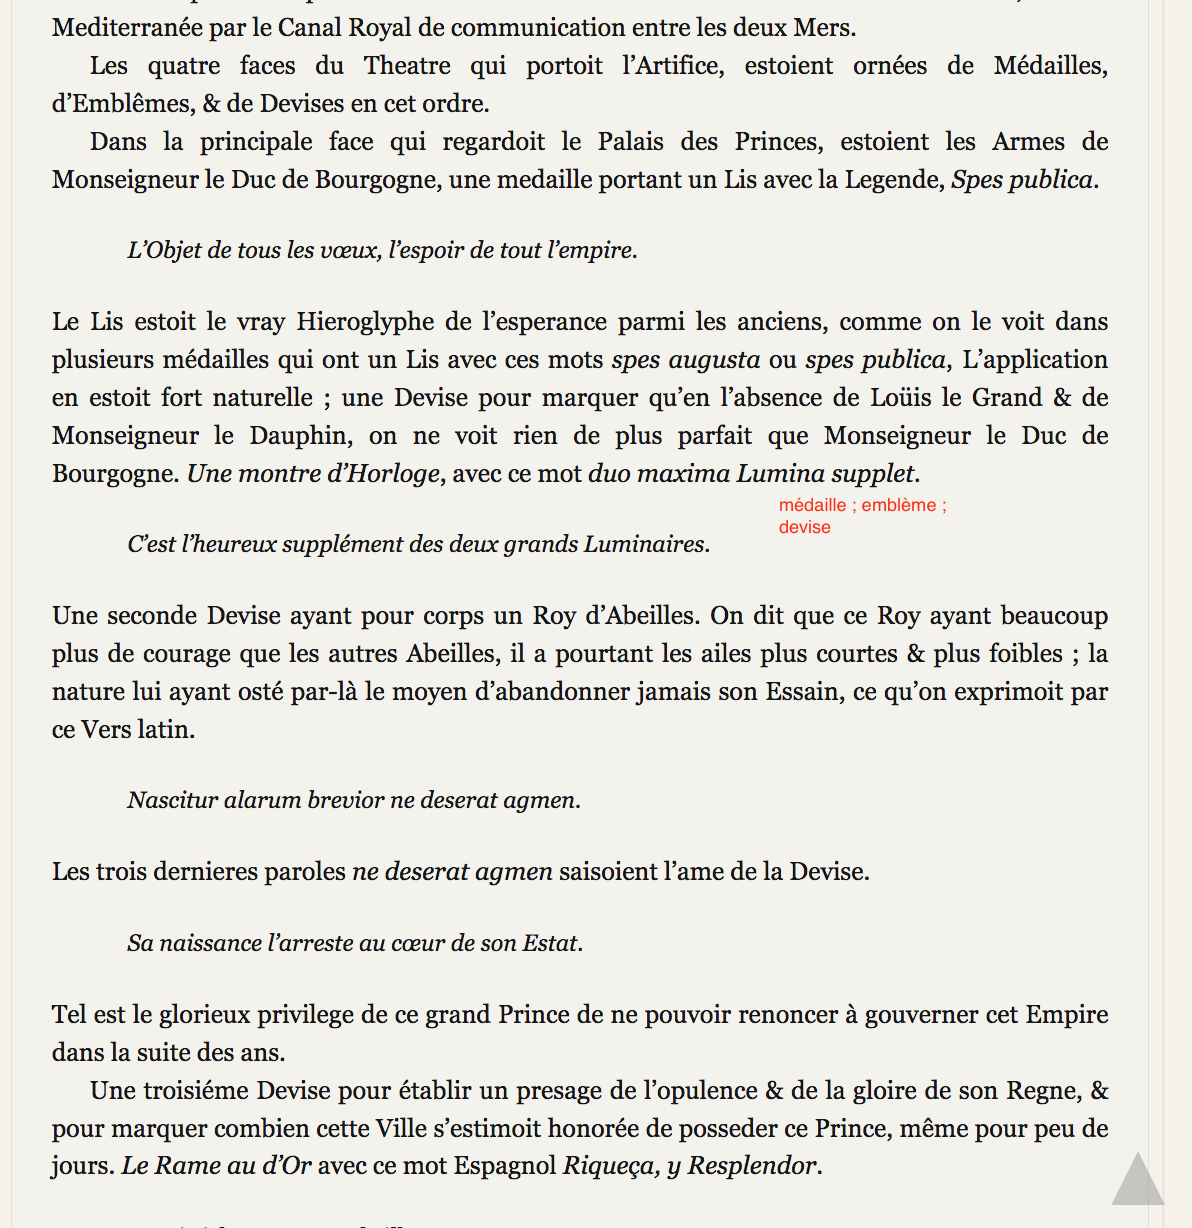 Mediterranée par le Canal Royal de communication entre les deux Mers.
Les quatre faces du Theatre qui portoit l’Artifice, estoient ornées de Médailles,
d’Emblêmes, & de Devises en cet ordre.
Dans la principale face qui regardoit le Palais des Princes, estoient les Armes de
Monseigneur le Duc de Bourgogne, une medaille portant un Lis avec la Legende, Spes publica.
L’Objet de tous les vœux, l’espoir de tout l’empire.
Le Lis estoit le vray Hieroglyphe de l’esperance parmi les anciens, comme on le voit dans
plusieurs médailles qui ont un Lis avec ces mots spes augusta ou spes publica, L’application
en estoit fort naturelle ; une Devise pour marquer qu’en l’absence de Loüis le Grand & de
Monseigneur le Dauphin, on ne voit rien de plus parfait que Monseigneur le Duc de
Bourgogne. Une montre d’Horloge, avec ce mot duo maxima Lumina supplet.
médaille ; emblème ;
devise
C’est l’heureux supplément des deux grands Luminaires.
Une seconde Devise ayant pour corps un Roy d’Abeilles. On dit que ce Roy ayant beaucoup
plus de courage que les autres Abeilles, il a pourtant les ailes plus courtes & plus foibles ; la
nature lui ayant osté par-là le moyen d’abandonner jamais son Essain, ce qu’on exprimoit par
ce Vers latin.
Nascitur alarum brevior ne deserat agmen.
Les trois dernieres paroles ne deserat agmen saisoient l’ame de la Devise.
Sa naissance l’arreste au cœur de son Estat.
Tel est le glorieux privilege de ce grand Prince de ne pouvoir renoncer à gouverner cet Empire
dans la suite des ans.
Une troisiéme Devise pour établir un presage de l’opulence & de la gloire de son Regne, &
pour marquer combien cette Ville s’estimoit honorée de posseder ce Prince, même pour peu de
jours. Le Rame au d’Or avec ce mot Espagnol Riqueça, y Resplendor.